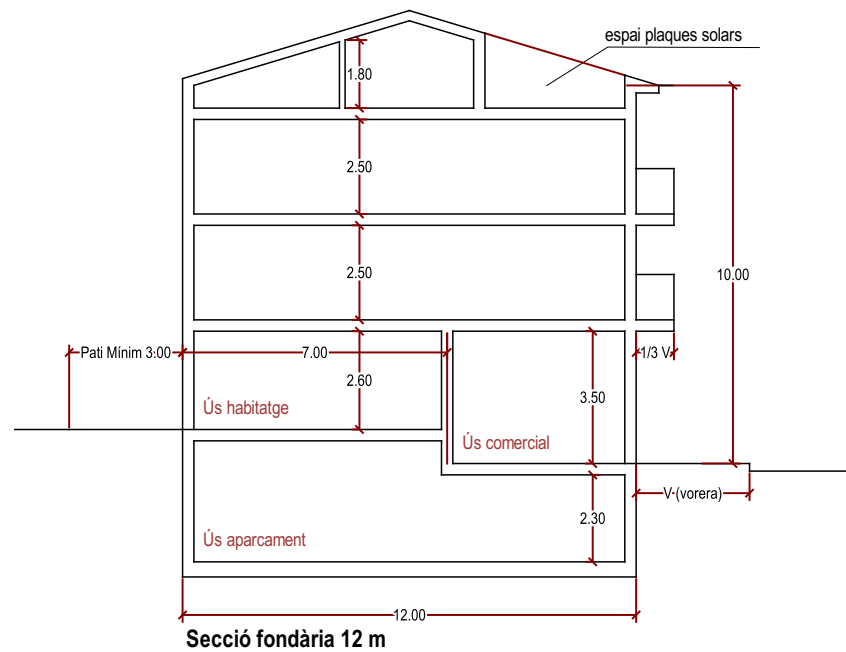 espai plaques solars
1.80
2.50
2.50
10.00
Pati Mínim 3:00
7.00
1/3 V
2.60
3.50
Ús habitatge
Ús comercial
V (vorera)
2.30
Ús aparcament
12.00
Secció fondària 12 m